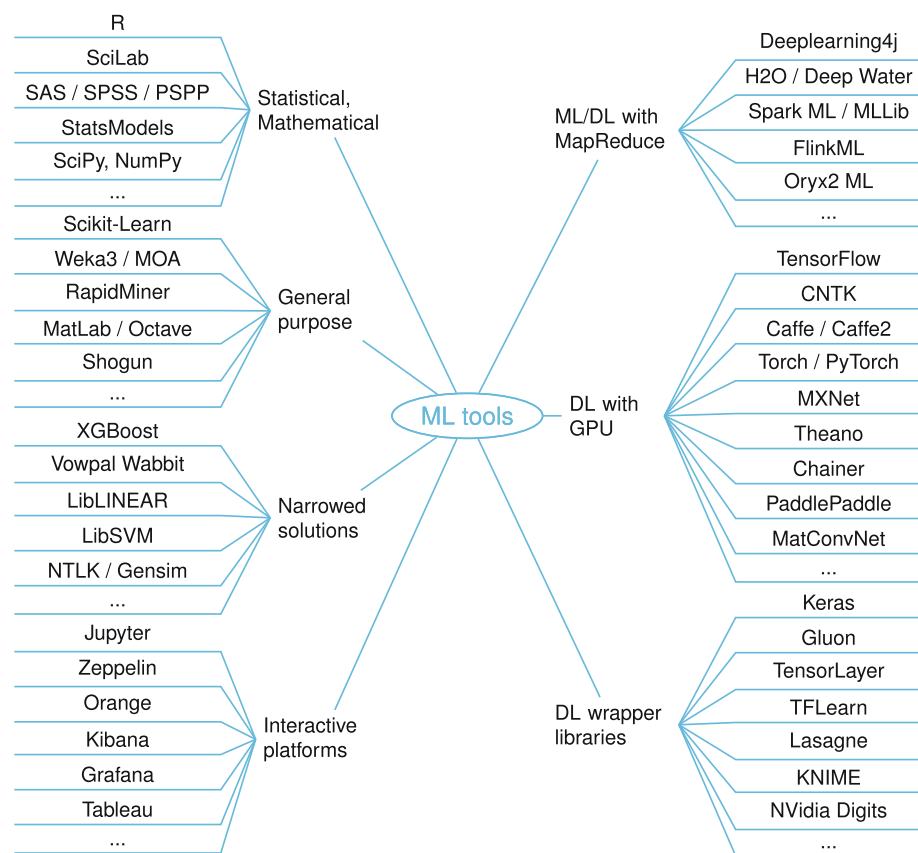 R
SciLab
SAS / SPSS / PSPP
StatsModels
SciPy, NumPy
...
Statistical,
Mathematical
Scikit-Learn
Weka3 / MOA
RapidMiner
MatLab / Octave
Shogun
...
General
purpose
XGBoost
Vowpal Wabbit
LibLINEAR
LibSVM
NTLK / Gensim
...
Narrowed
solutions
Jupyter
Zeppelin
Orange
Kibana
Grafana
Tableau
...
Interactive
platforms
ML tools
ML/DL with
MapReduce
Deeplearning4j
H2O / Deep Water
Spark ML / MLLib
FlinkML
Oryx2 ML
...
DL with
GPU
TensorFlow
CNTK
Caffe / Caffe2
Torch / PyTorch
MXNet
Theano
Chainer
PaddlePaddle
MatConvNet
...
DL wrapper
libraries
Keras
Gluon
TensorLayer
TFLearn
Lasagne
KNIME
NVidia Digits
...